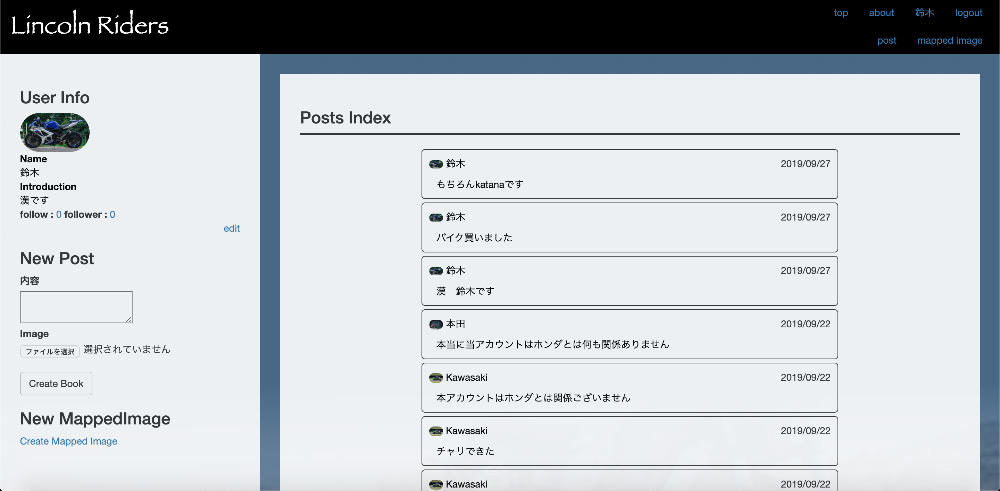 Lincoln Riders
top about 鈴木 logout
post mapped image
User Info
Name
鈴木
Introduction
漢です
follow : 0 follower : 0
edit
New Post
内容
Image
ファイルを選択 選択されていません
Create Book
New MappedImage
Create Mapped Image
Posts Index
鈴木 2019/09/27
もちろんkatanaです
鈴木 2019/09/27
バイク買いました
鈴木 2019/09/27
漢　鈴木です
本田 2019/09/22
本当に当アカウントはホンダとは何も関係ありません
Kawasaki 2019/09/22
本アカウントはホンダとは関係ございません
Kawasaki 2019/09/22
チャリできた
Kawasaki 2019/09/22